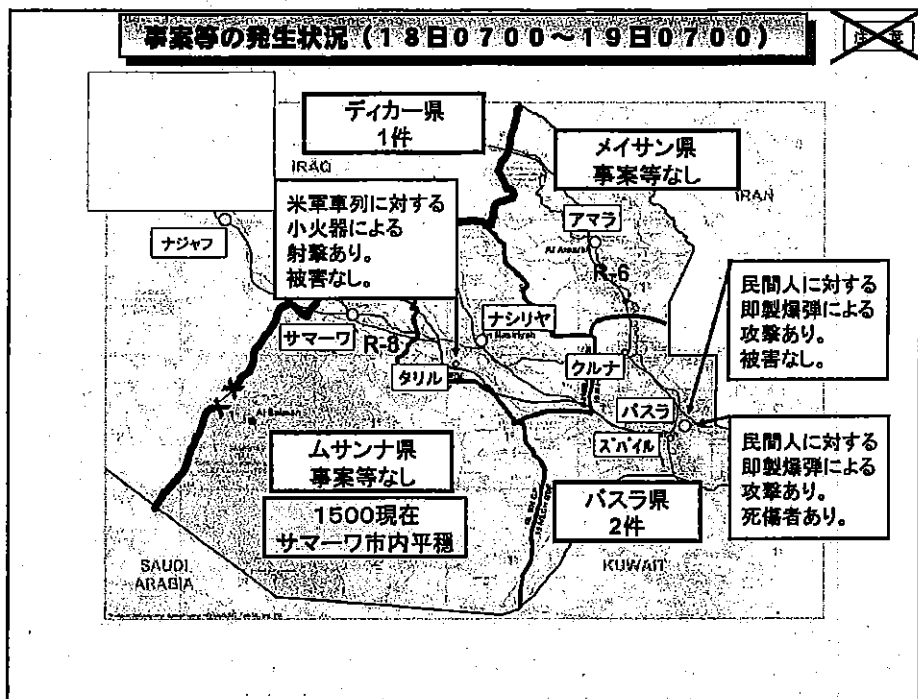 事案等の発生状況（18日0700～19日0700）
注意
ディカー県
1件
メイサン県
事案等なし
IRAQ
IRAN
米軍車列に対する
小火器による
射撃あり。
被害なし。
アマラ
Al Amarah
ナジャフ
R-6
民間人に対する
即製爆弾による
攻撃あり。
被害なし。
ナシリヤ
サマーワ
R-8
クルナ
タリル
バスラ
ズバイル
民間人に対する
即製爆弾による
攻撃あり。
死傷者あり。
ムサンナ県
事案等なし
1500現在
サマーワ市内平穏
バスラ県
2件
SAUDI
ARABIA
KUWAIT